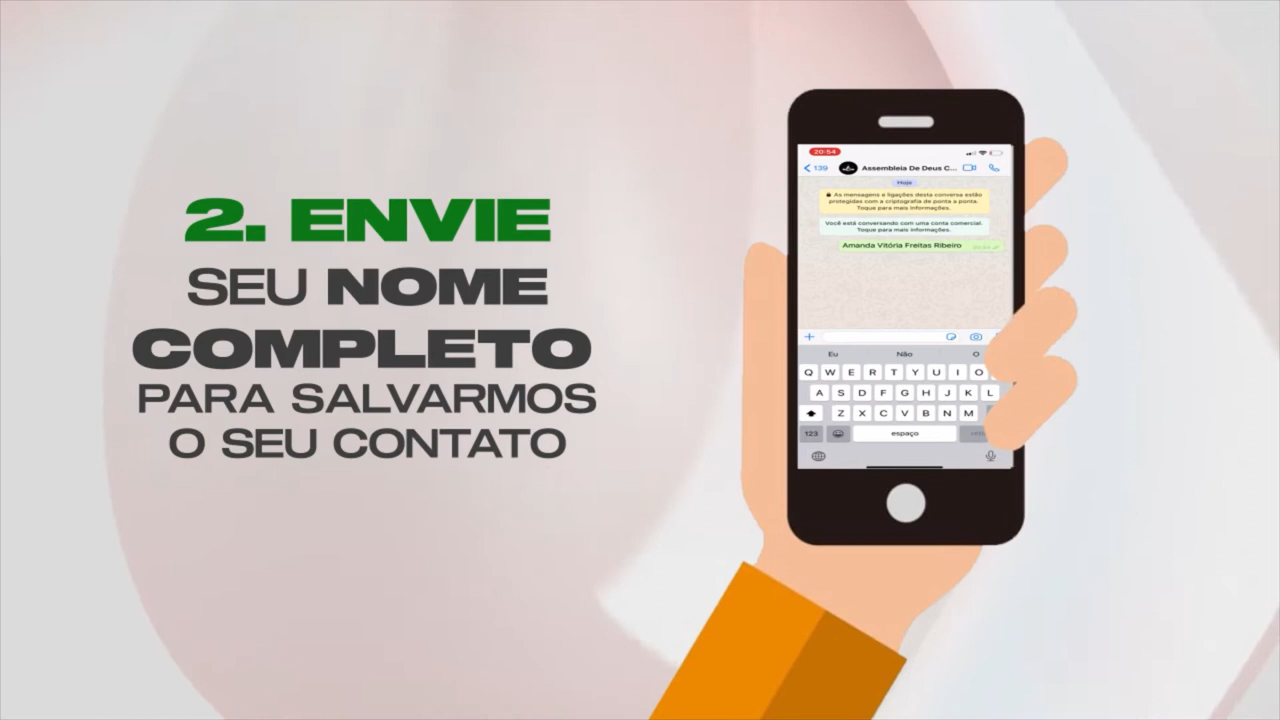 2. ENVIE
SEU NOME
COMPLETO
PARA SALVARMOS
O SEU CONTATO
20:54
139
Assembleia De Deus C...
Hoje
As mensagens e ligações desta conversa estão
protegidas com a criptografia de ponta a ponta.
Toque para mais informações.
Você está conversando com uma conta comercial.
Toque para mais informações.
Amanda Vitória Freitas Ribeiro
Eu Não O
Q W E R T Y U I O
A S D F G H J K L
Z X C V B N M
123 espaço